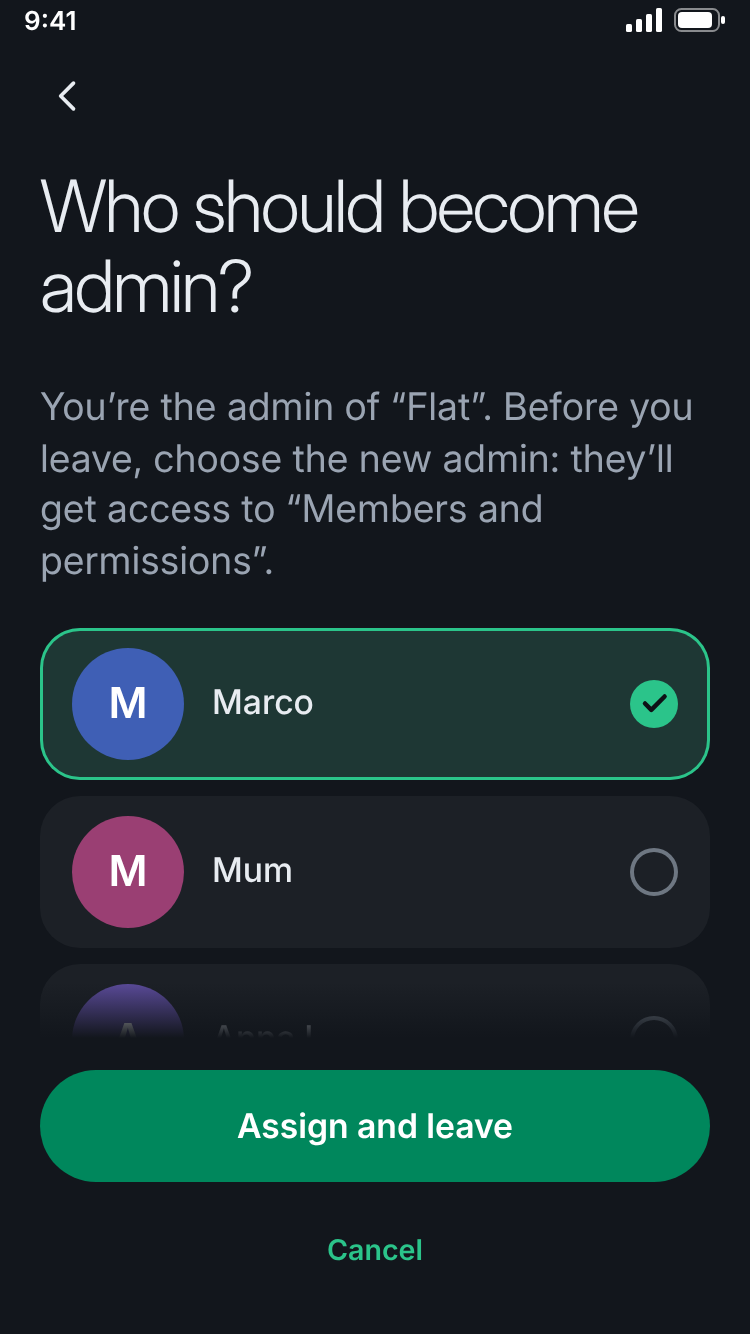 9:41
Who should become
admin?
You’re the admin of “Flat”. Before you
leave, choose the new admin: they’ll
get access to “Members and
permissions”.
M
Marco
M
Mum
A
Assign and leave
Cancel